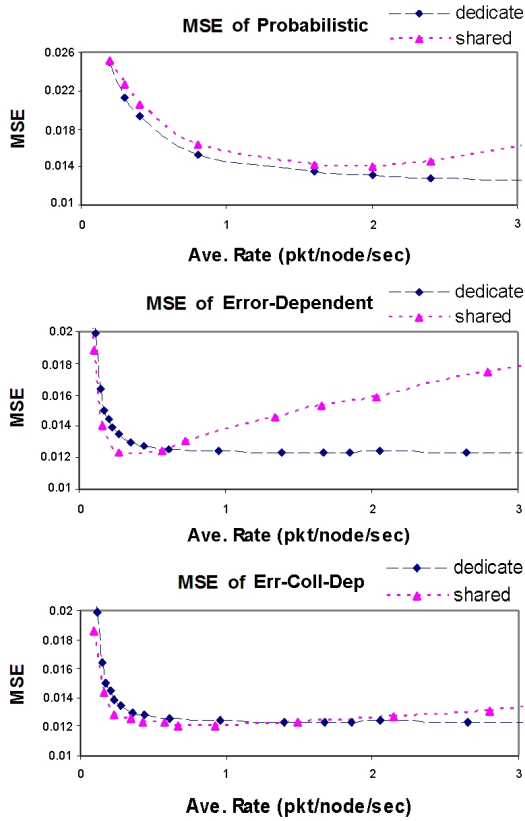 MSE of Probabilistic
dedicate
shared
MSE
0.026
0.022
0.018
0.014
0.01
0 1 2 3
Ave. Rate (pkt/node/sec)
MSE of Error-Dependent
dedicate
shared
MSE
0.02
0.018
0.016
0.014
0.012
0.01
0 1 2 3
Ave. Rate (pkt/node/sec)
MSE of Err-Coll-Dep
dedicate
shared
MSE
0.02
0.018
0.016
0.014
0.012
0.01
0 1 2 3
Ave. Rate (pkt/node/sec)